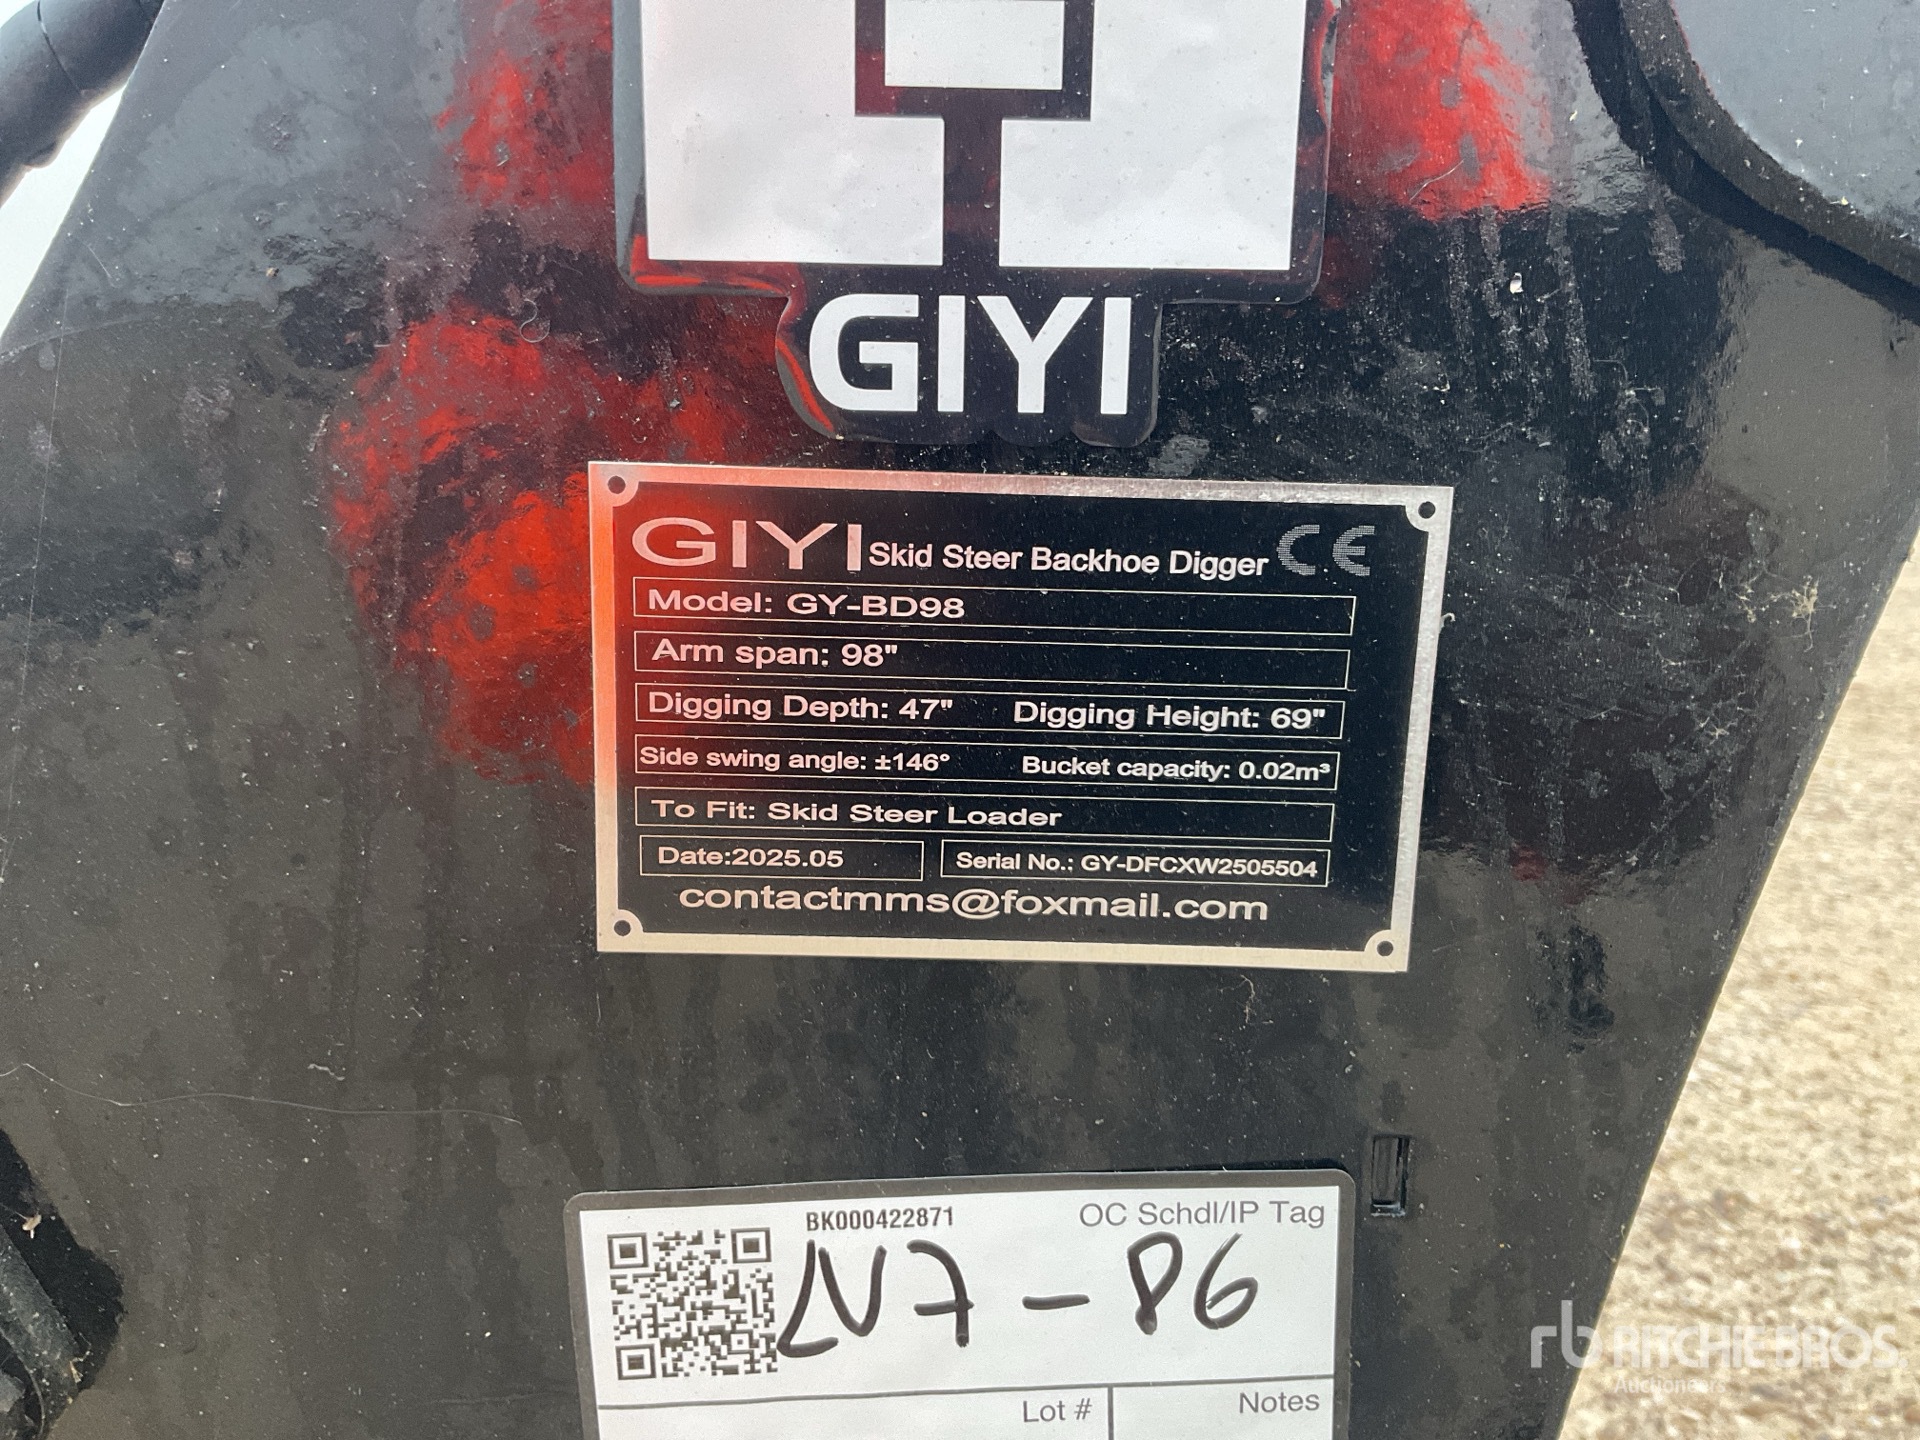 GIYI
GIYI Skid Steer Backhoe Digger CE
Model: GY-BD98
Arm span: 98"
Digging Depth: 47" Digging Height: 69"
Side swing angle: ±146° Bucket capacity: 0.02m³
To Fit: Skid Steer Loader
Date:2025.05 Serial No.: GY-DFCXW2505504
contactmms@foxmail.com
BK000422871 OC Schdl/IP Tag
Lot # Notes
rb RITCHIE BROS.
Auctioneers